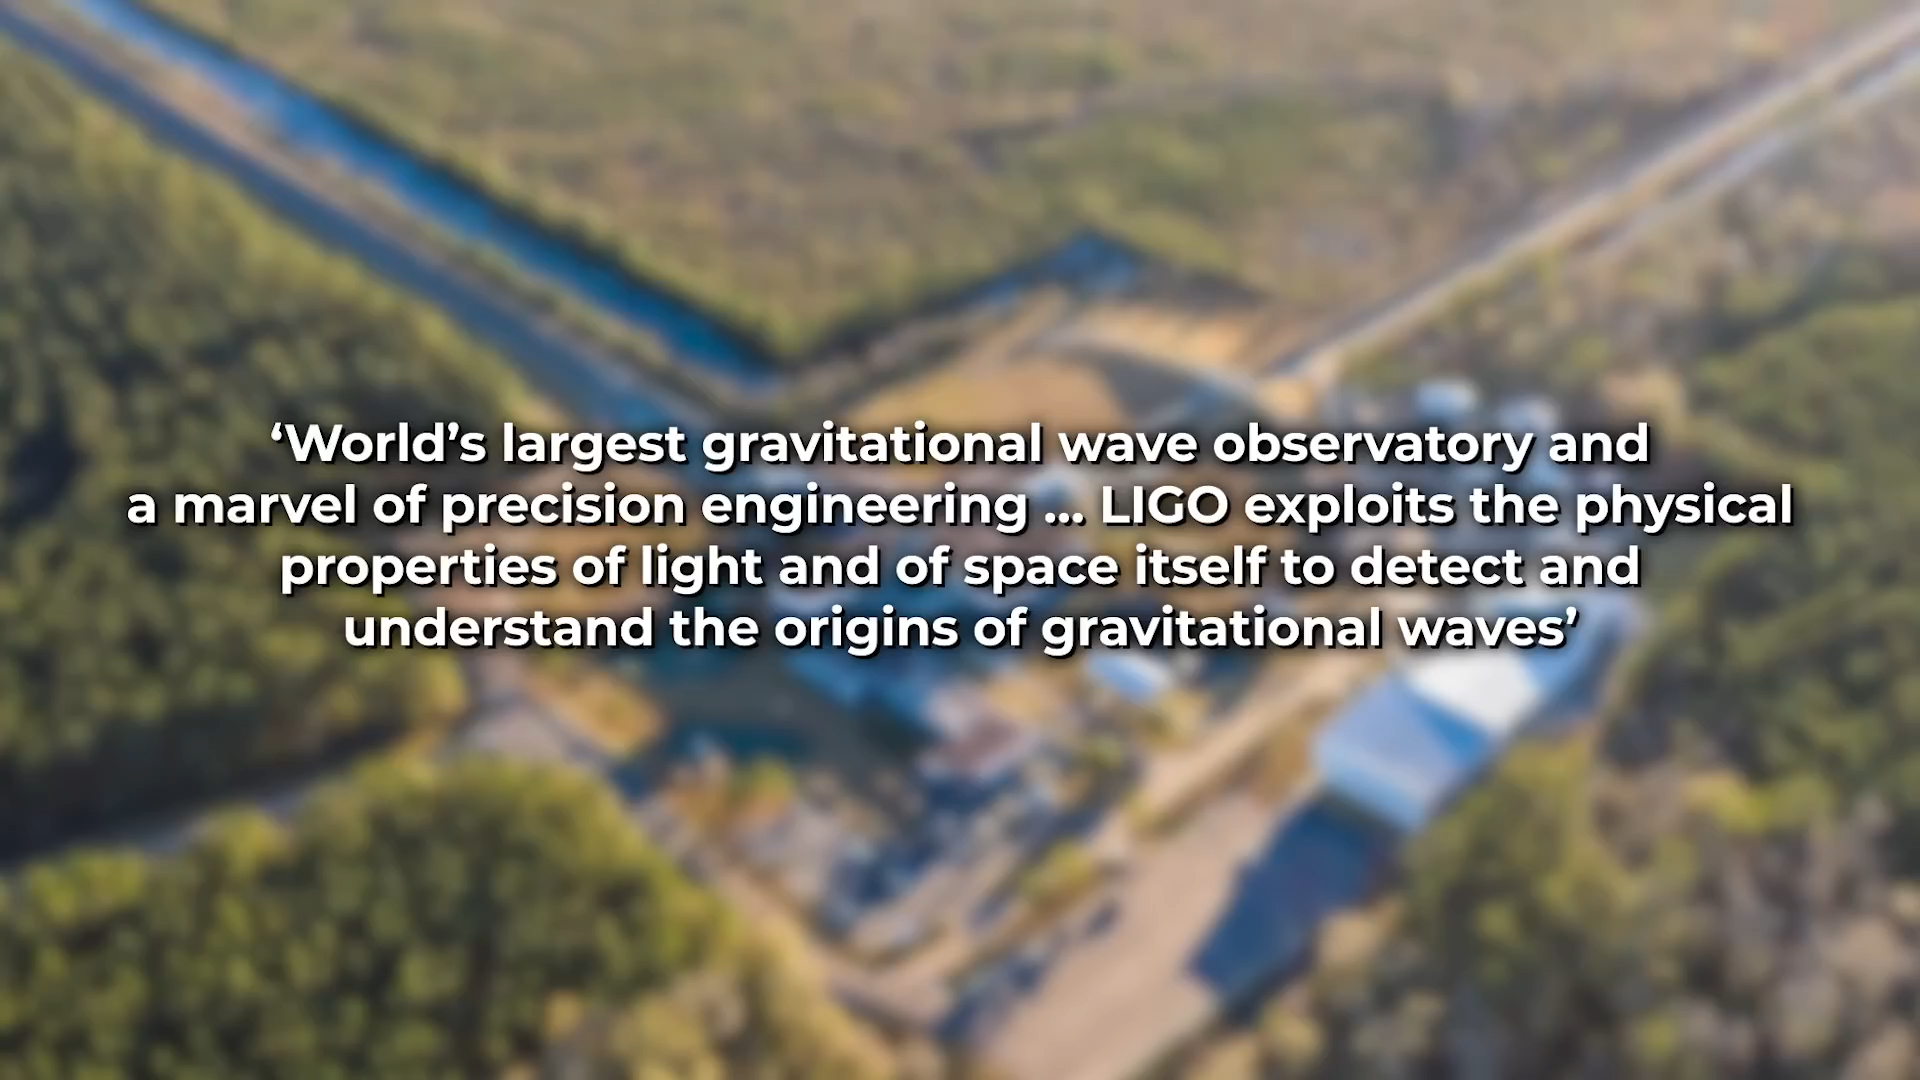 ‘World’s largest gravitational wave observatory and
a marvel of precision engineering ... LIGO exploits the physical
properties of light and of space itself to detect and
understand the origins of gravitational waves’